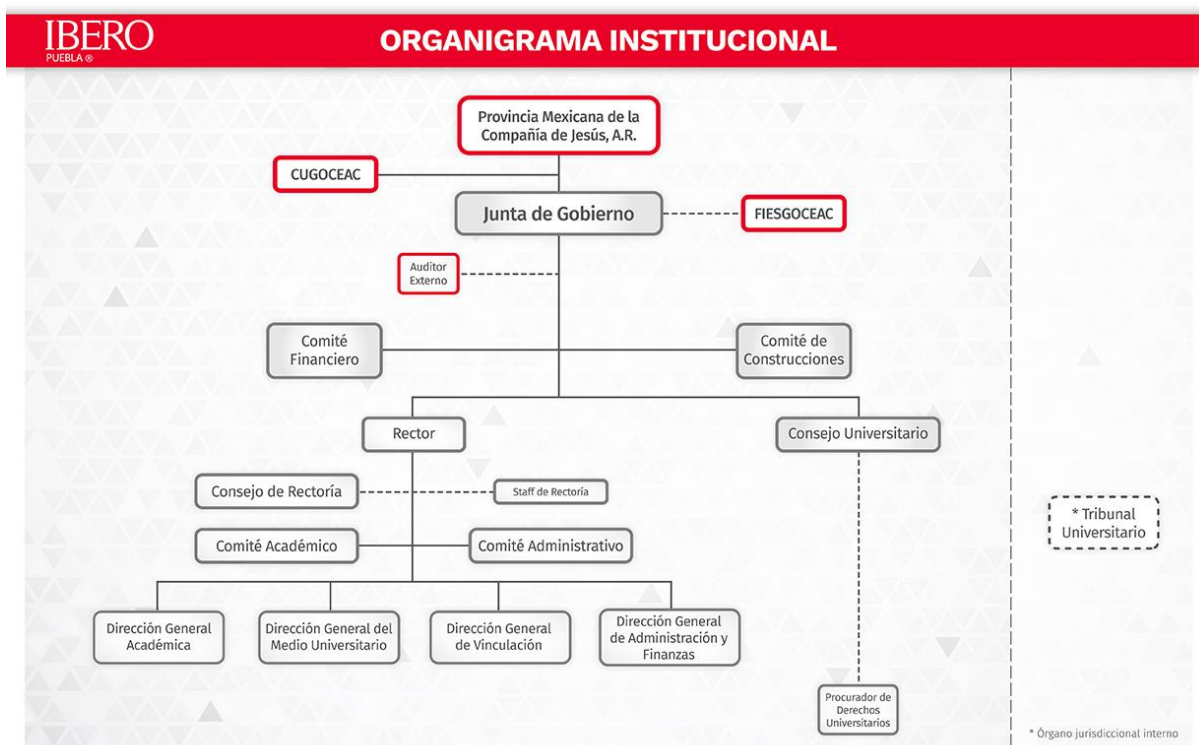 IBERO
PUEBLA ®
ORGANIGRAMA INSTITUCIONAL
Provincia Mexicana de la
Compañía de Jesús, A.R.
CUGOCEAC
Junta de Gobierno
FIESGOCEAC
Auditor
Externo
Comité
Financiero
Comité de
Construcciones
Rector
Consejo Universitario
Consejo de Rectoría
Staff de Rectoría
Comité Académico
Comité Administrativo
* Tribunal
Universitario
Dirección General
Académica
Dirección General del
Medio Universitario
Dirección General
de Vinculación
Dirección General
de Administración y
Finanzas
Procurador de
Derechos
Universitarios
* Órgano jurisdiccional interno